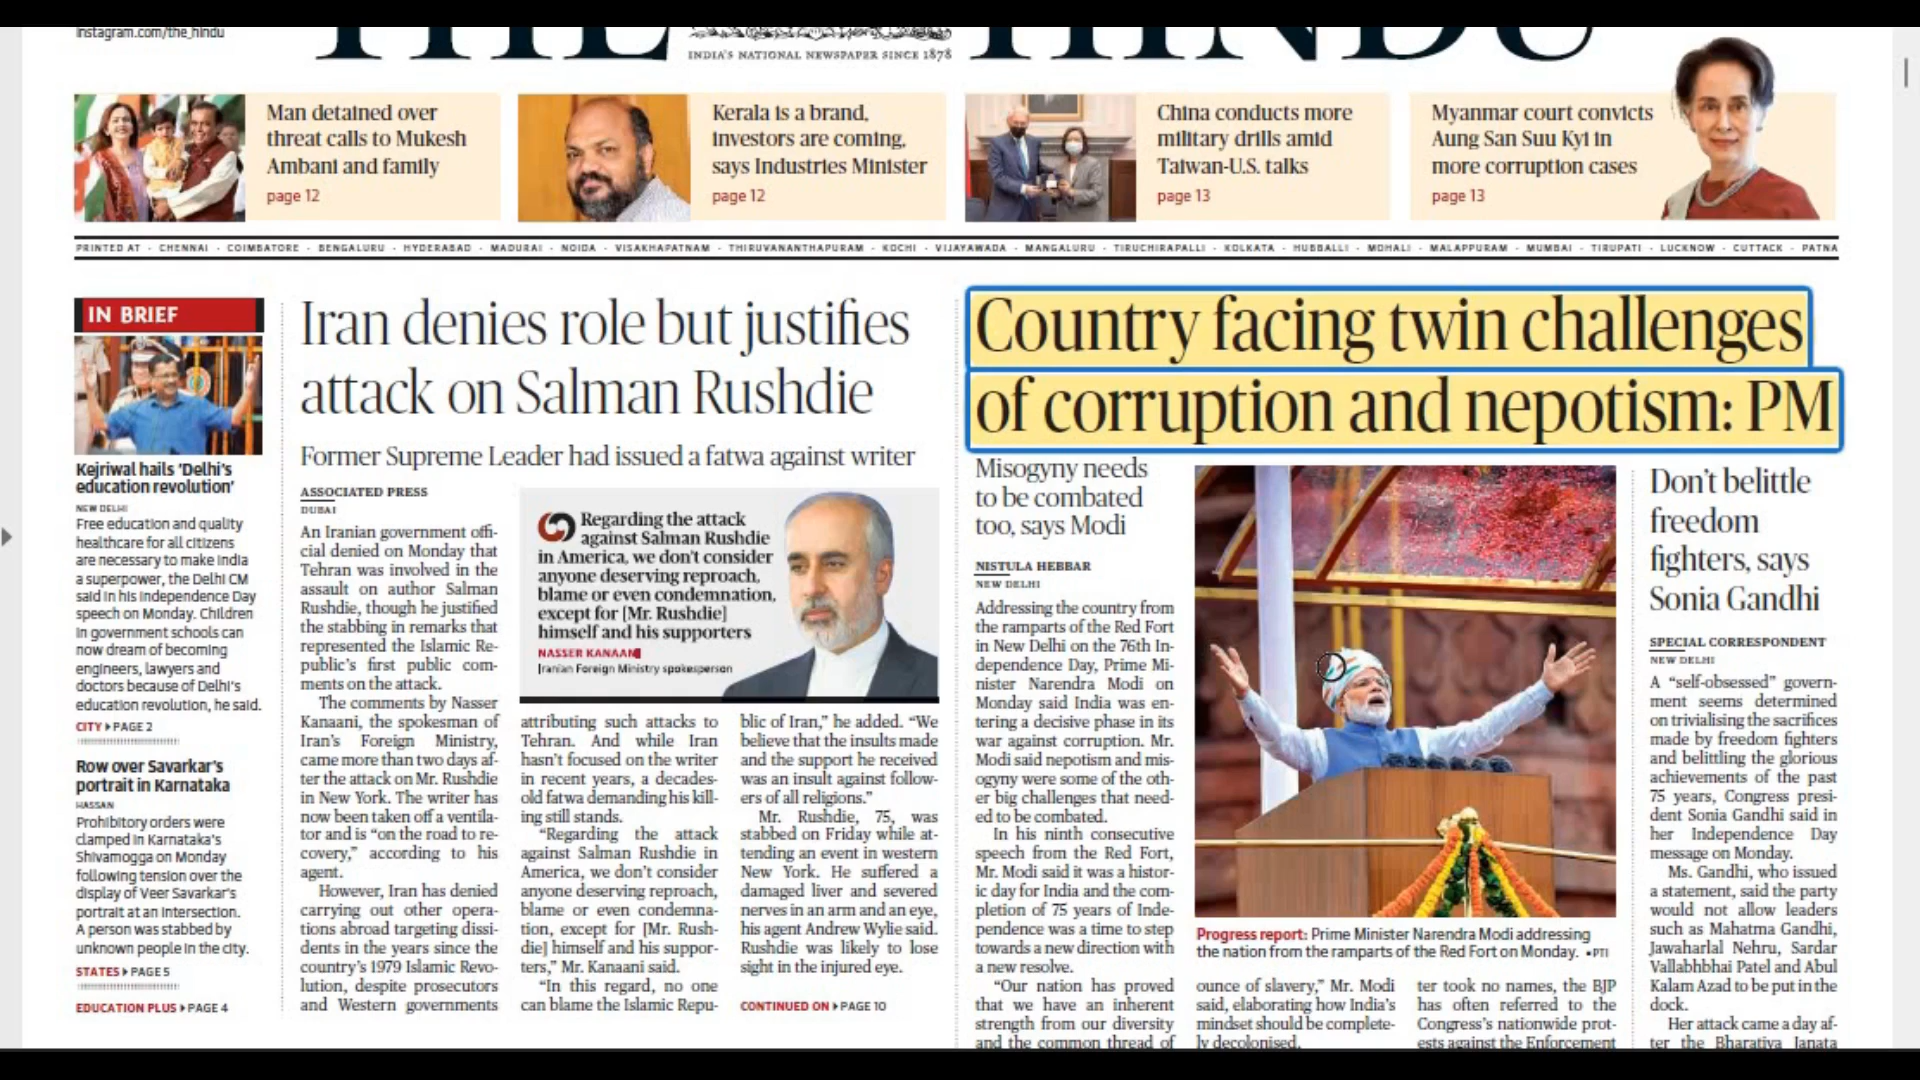 instagram.com/the_hindu
THE HINDU
INDIA'S NATIONAL NEWSPAPER SINCE 1878
Man detained over
threat calls to Mukesh
Ambani and family
page 12
Kerala is a brand,
investors are coming,
says Industries Minister
page 12
China conducts more
military drills amid
Taiwan-U.S. talks
page 13
Myanmar court convicts
Aung San Suu Kyi in
more corruption cases
page 13
PRINTED AT · CHENNAI · COIMBATORE · BENGALURU · HYDERABAD · MADURAI · NOIDA · VISAKHAPATNAM · THIRUVANANTHAPURAM · KOCHI · VIJAYAWADA · MANGALURU · TIRUCHIRAPALLI · KOLKATA · HUBBALLI · MOHALI · MALAPPURAM · MUMBAI · TIRUPATI · LUCKNOW · CUTTACK · PATNA
IN BRIEF
Kejriwal hails 'Delhi's
education revolution'
NEW DELHI
Free education and quality
healthcare for all citizens
are necessary to make India
a superpower, the Delhi CM
said in his Independence Day
speech on Monday. Children
in government schools can
now dream of becoming
engineers, lawyers and
doctors because of Delhi's
education revolution, he said.
CITY ▸ PAGE 2
Row over Savarkar's
portrait in Karnataka
HASSAN
Prohibitory orders were
clamped in Karnataka's
Shivamogga on Monday
following tension over the
display of Veer Savarkar's
portrait at an intersection.
A person was stabbed by
unknown people in the city.
STATES ▸ PAGE 5
EDUCATION PLUS ▸ PAGE 4
Iran denies role but justifies
attack on Salman Rushdie
Former Supreme Leader had issued a fatwa against writer
ASSOCIATED PRESS
DUBAI
An Iranian government offi-
cial denied on Monday that
Tehran was involved in the
assault on author Salman
Rushdie, though he justified
the stabbing in remarks that
represented the Islamic Re-
public's first public com-
ments on the attack.
The comments by Nasser
Kanaani, the spokesman of
Iran's Foreign Ministry,
came more than two days af-
ter the attack on Mr. Rushdie
in New York. The writer has
now been taken off a ventila-
tor and is "on the road to re-
covery," according to his
agent.
However, Iran has denied
carrying out other opera-
tions abroad targeting dissi-
dents in the years since the
country's 1979 Islamic Revo-
lution, despite prosecutors
and Western governments
Regarding the attack
against Salman Rushdie
in America, we don't consider
anyone deserving reproach,
blame or even condemnation,
except for [Mr. Rushdie]
himself and his supporters
NASSER KANAANI
Iranian Foreign Ministry spokesperson
attributing such attacks to
Tehran. And while Iran
hasn't focused on the writer
in recent years, a decades-
old fatwa demanding his kill-
ing still stands.
"Regarding the attack
against Salman Rushdie in
America, we don't consider
anyone deserving reproach,
blame or even condemna-
tion, except for [Mr. Rush-
die] himself and his suppor-
ters," Mr. Kanaani said.
"In this regard, no one
can blame the Islamic Repu-
blic of Iran," he added. "We
believe that the insults made
and the support he received
was an insult against follow-
ers of all religions."
Mr. Rushdie, 75, was
stabbed on Friday while at-
tending an event in western
New York. He suffered a
damaged liver and severed
nerves in an arm and an eye,
his agent Andrew Wylie said.
Rushdie was likely to lose
sight in the injured eye.
CONTINUED ON ▸ PAGE 10
Country facing twin challenges
of corruption and nepotism: PM
Misogyny needs
to be combated
too, says Modi
NISTULA HEBBAR
NEW DELHI
Addressing the country from
the ramparts of the Red Fort
in New Delhi on the 76th In-
dependence Day, Prime Mi-
nister Narendra Modi on
Monday said India was en-
tering a decisive phase in its
war against corruption. Mr.
Modi said nepotism and mis-
ogyny were some of the oth-
er big challenges that need-
ed to be combated.
In his ninth consecutive
speech from the Red Fort,
Mr. Modi said it was a histor-
ic day for India and the com-
pletion of 75 years of Inde-
pendence was a time to step
towards a new direction with
a new resolve.
"Our nation has proved
that we have an inherent
strength from our diversity
and the common thread of
Progress report: Prime Minister Narendra Modi addressing
the nation from the ramparts of the Red Fort on Monday. • PTI
ounce of slavery," Mr. Modi
said, elaborating how India's
mindset should be complete-
ly decolonised.
ter took no names, the BJP
has often referred to the
Congress's nationwide prot-
ests against the Enforcement
Don't belittle
freedom
fighters, says
Sonia Gandhi
SPECIAL CORRESPONDENT
NEW DELHI
A "self-obsessed" govern-
ment seems determined
on trivialising the sacrifices
made by freedom fighters
and belittling the glorious
achievements of the past
75 years, Congress presi-
dent Sonia Gandhi said in
her Independence Day
message on Monday.
Ms. Gandhi, who issued
a statement, said the party
would not allow leaders
such as Mahatma Gandhi,
Jawaharlal Nehru, Sardar
Vallabhbhai Patel and Abul
Kalam Azad to be put in the
dock.
Her attack came a day af-
ter the Bharatiya Janata